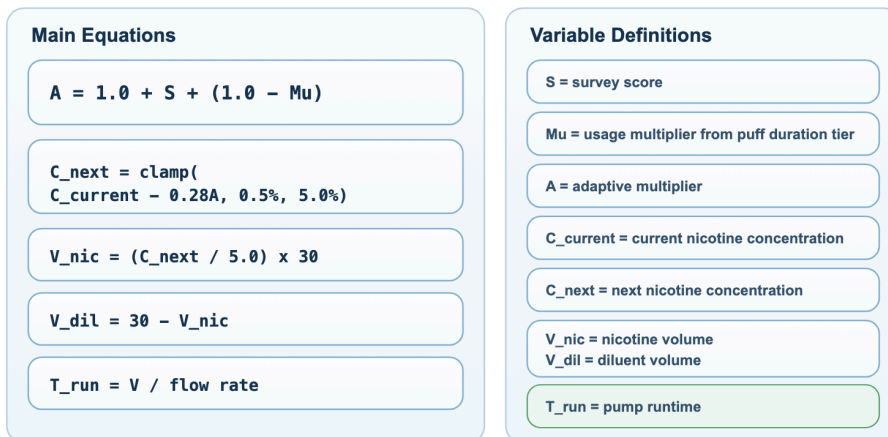 Main Equations
A = 1.0 + S + (1.0 – Mu)
C_next = clamp(
C_current – 0.28A, 0.5%, 5.0%)
V_nic = (C_next / 5.0) x 30
V_dil = 30 – V_nic
T_run = V / flow rate
Variable Definitions
S = survey score
Mu = usage multiplier from puff duration tier
A = adaptive multiplier
C_current = current nicotine concentration
C_next = next nicotine concentration
V_nic = nicotine volume
V_dil = diluent volume
T_run = pump runtime